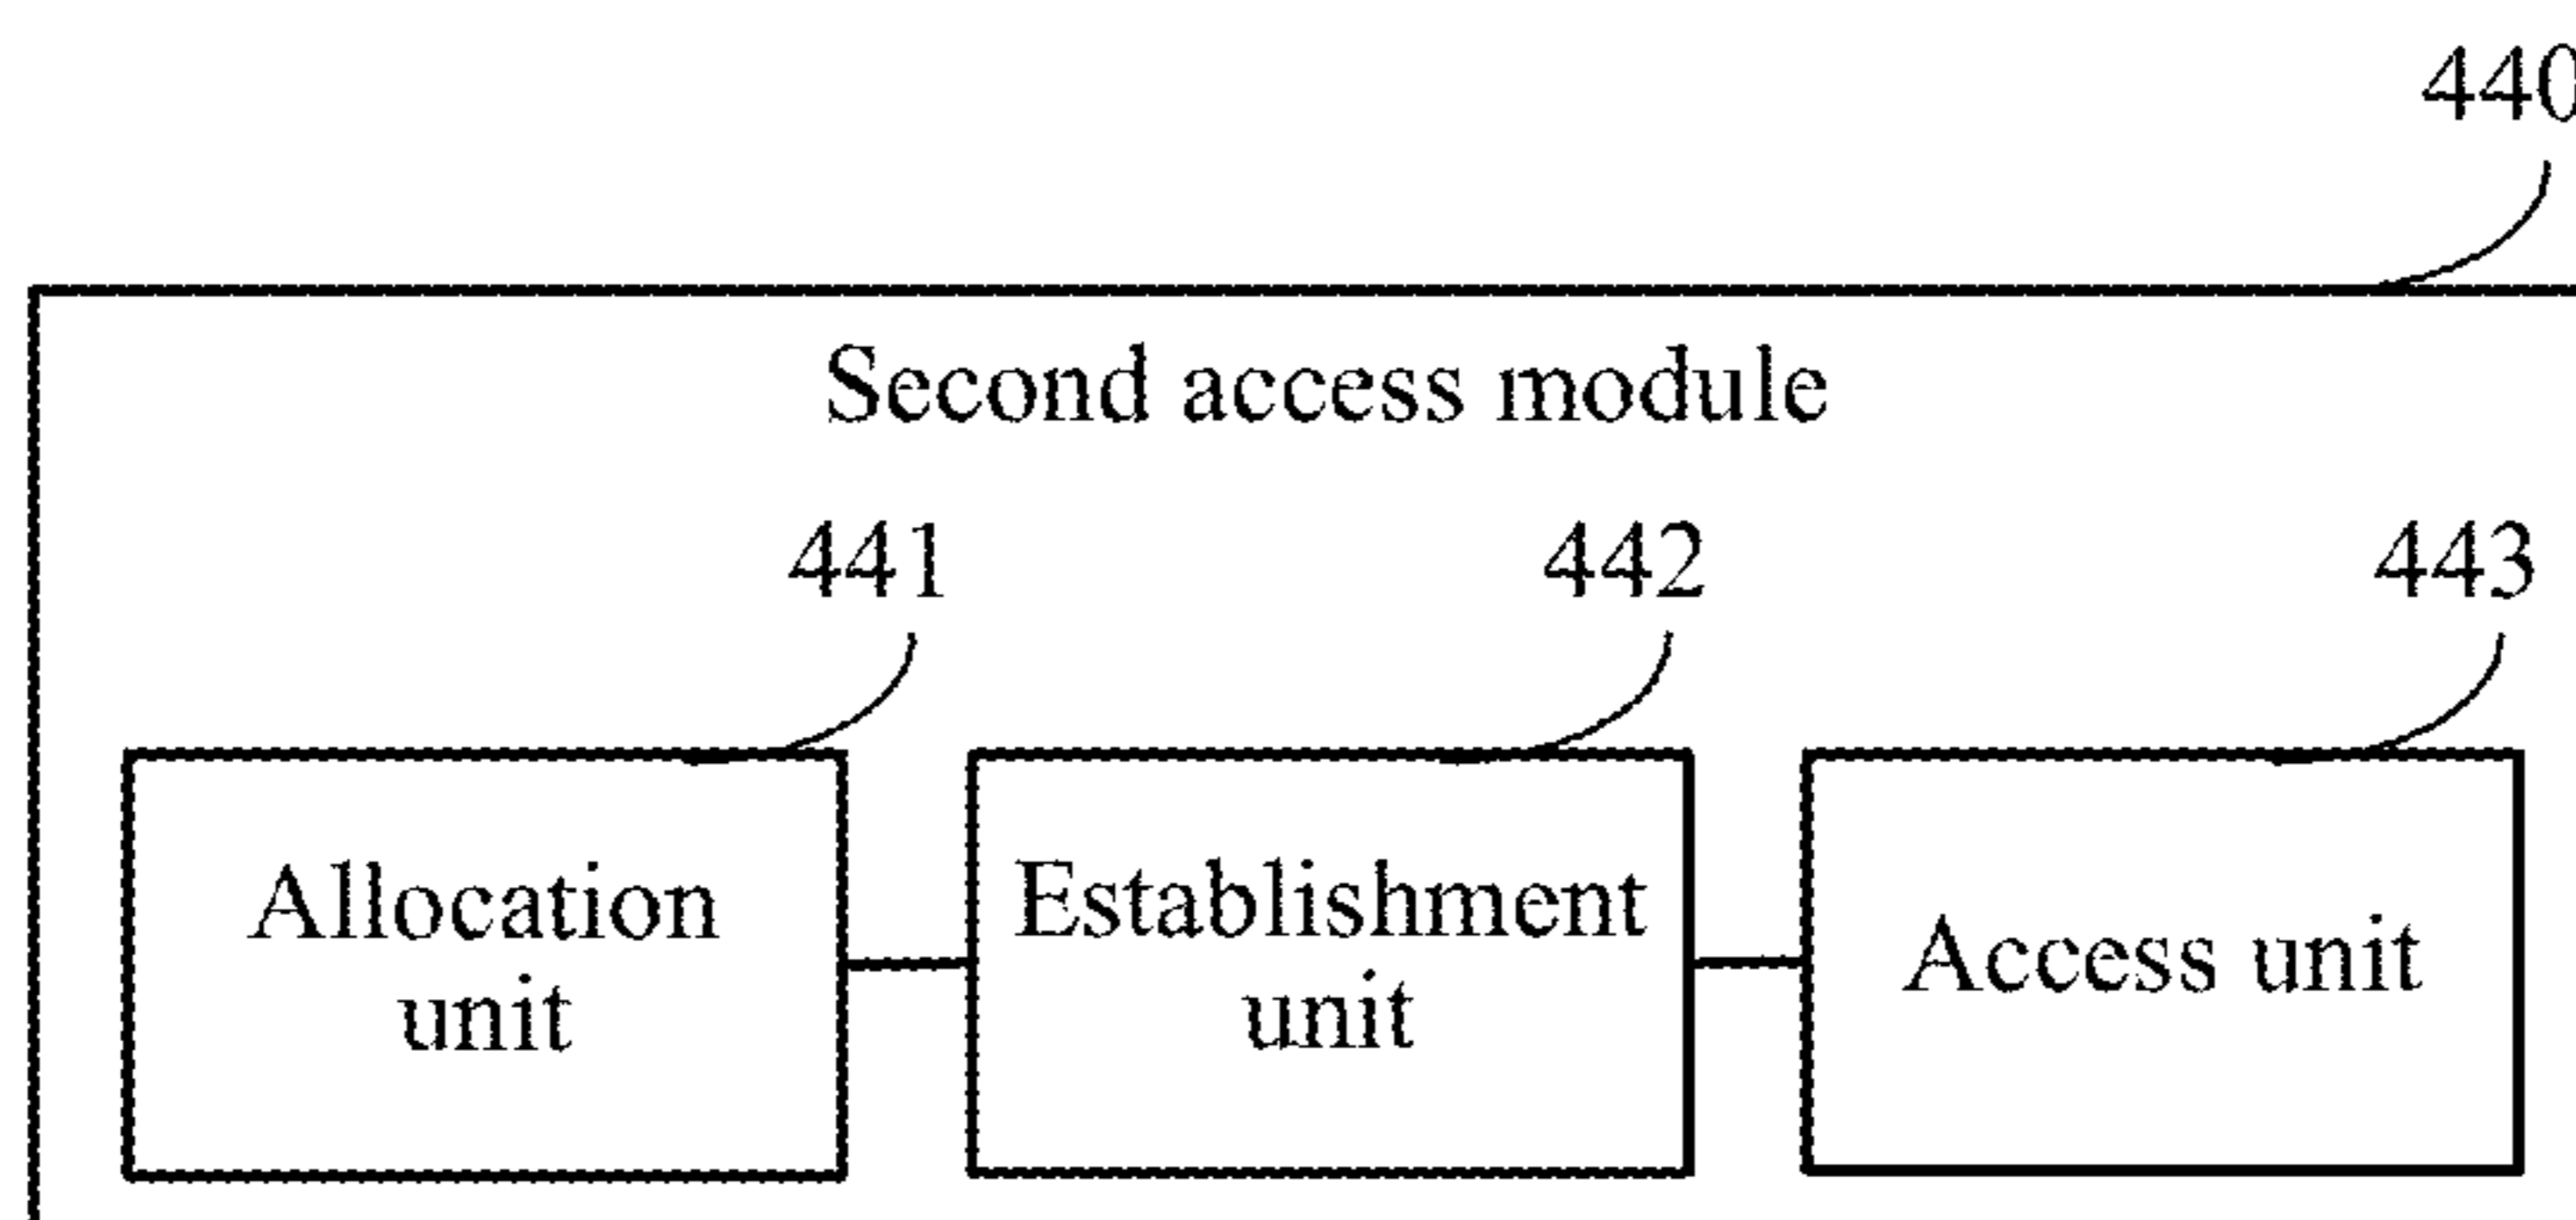 440
Second access module
441
442
443
Allocation
unit
Establishment
unit
Access unit